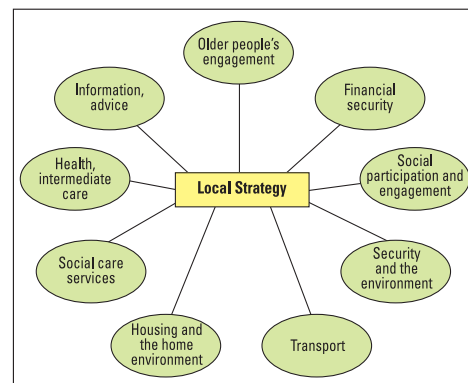 Older people's
engagement
Information,
advice
Financial
security
Health,
intermediate
care
Local Strategy
Social
participation and
engagement
Social care
services
Security
and the
environment
Housing and
the home
environment
Transport